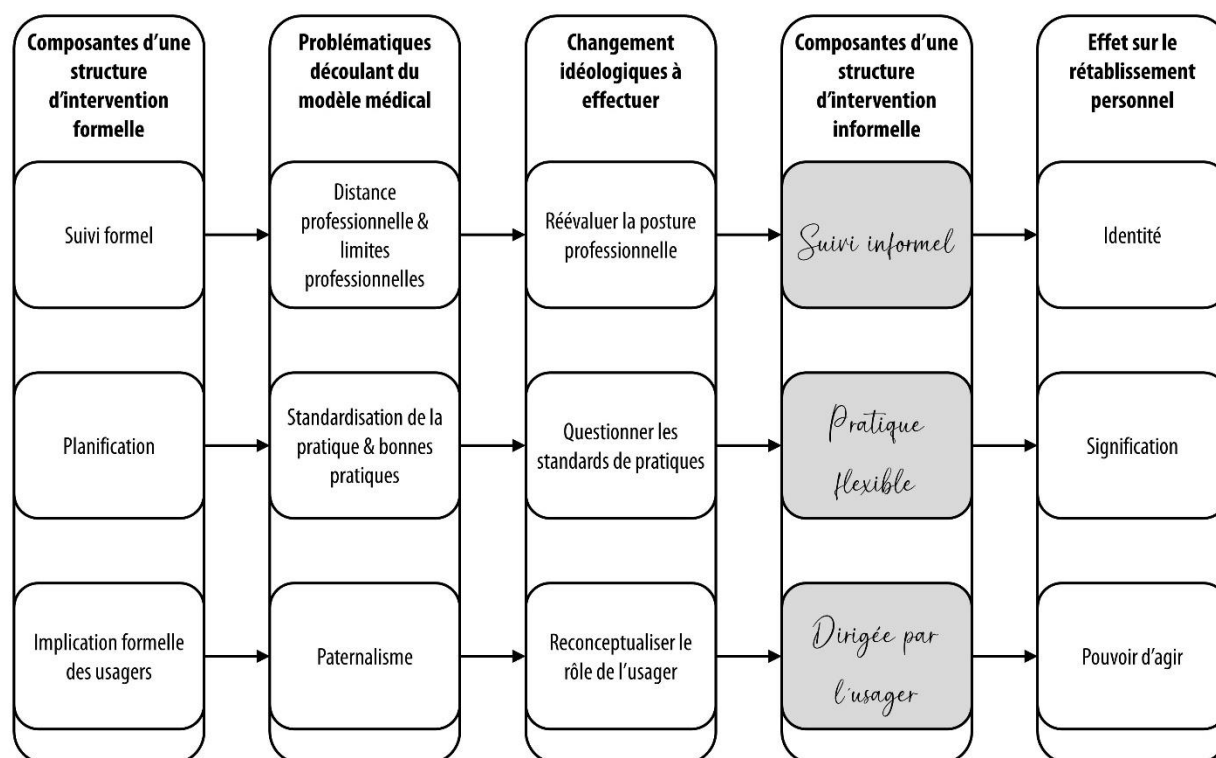 Composantes d’une
structure
d’intervention
formelle
Problématiques
découlant du
modèle médical
Changement
idéologiques à
effectuer
Composantes d’une
structure
d’intervention
informelle
Effet sur le
rétablissement
personnel
Suivi formel
Distance
professionnelle &
limites
professionnelles
Réévaluer la posture
professionnelle
Suivi informel
Identité
Planification
Standardisation de la
pratique & bonnes
pratiques
Questionner les
standards de pratiques
Pratique
flexible
Signification
Implication formelle
des usagers
Paternalisme
Reconceptualiser le
rôle de l’usager
Dirigée par
l’usager
Pouvoir d’agir